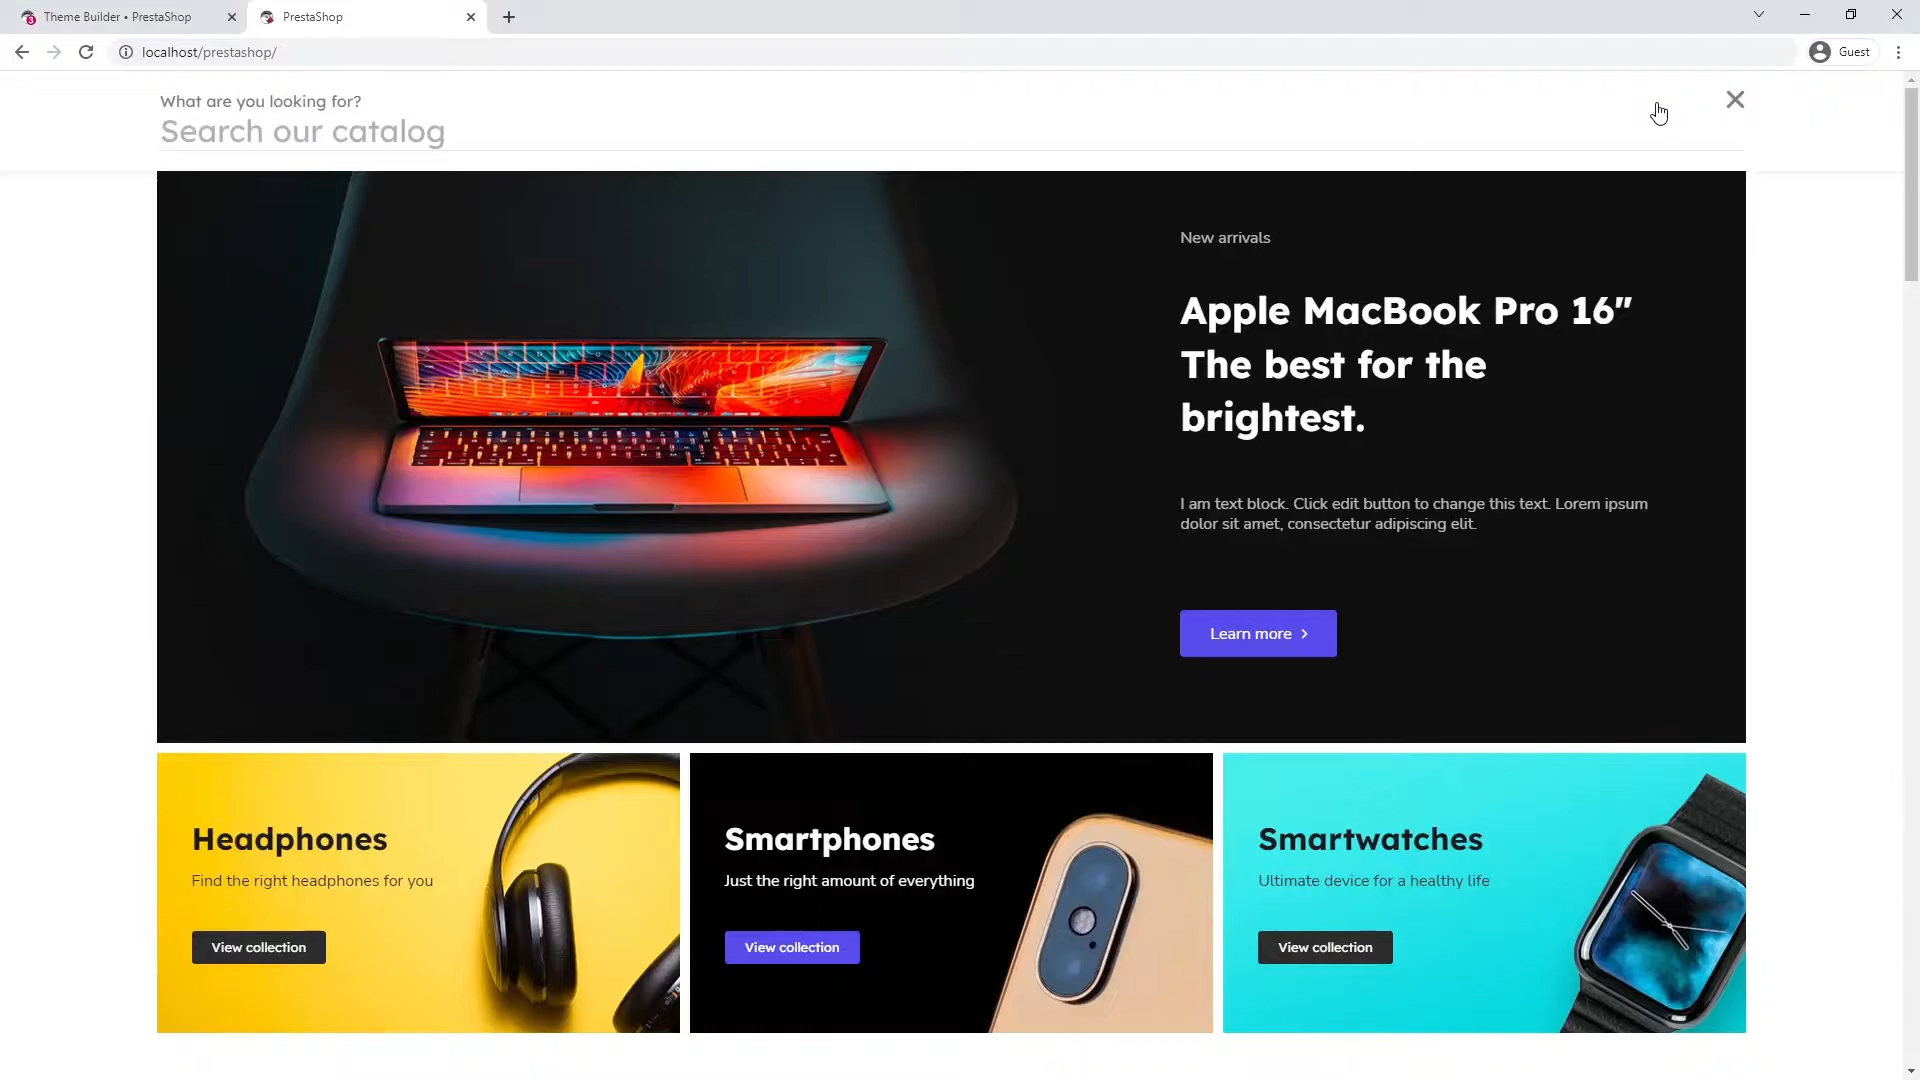 Theme Builder • PrestaShop
PrestaShop
localhost/prestashop/
Guest
What are you looking for?
Search our catalog
New arrivals
Apple MacBook Pro 16"
The best for the
brightest.
I am text block. Click edit button to change this text. Lorem ipsum
dolor sit amet, consectetur adipiscing elit.
Learn more
Headphones
Find the right headphones for you
View collection
Smartphones
Just the right amount of everything
View collection
Smartwatches
Ultimate device for a healthy life
View collection